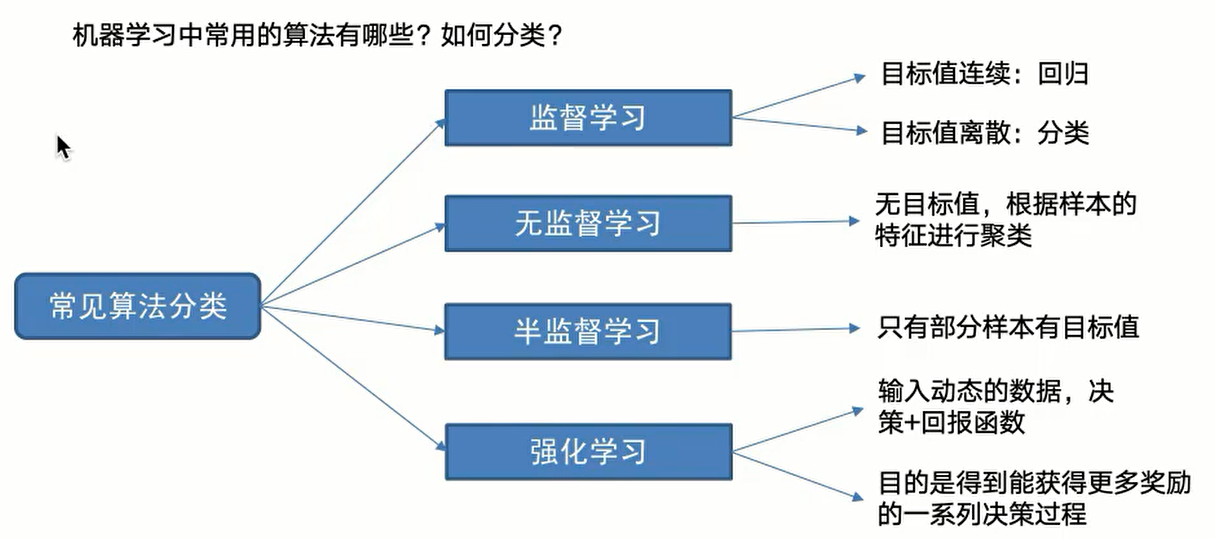 机器学习中常用的算法有哪些？如何分类？
常见算法分类
监督学习
目标值连续：回归
目标值离散：分类
无监督学习
无目标值，根据样本的
特征进行聚类
半监督学习
只有部分样本有目标值
强化学习
输入动态的数据，决
策+回报函数
目的是得到能获得更多奖励
的一系列决策过程